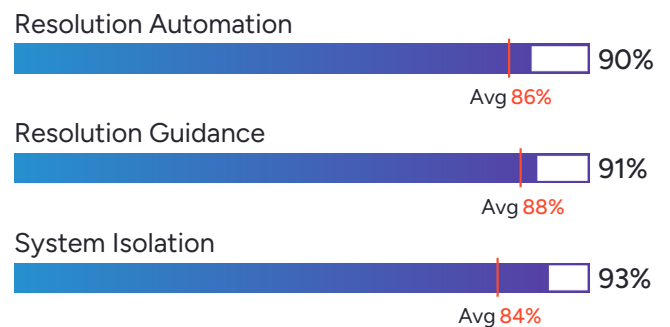 Resolution Automation
90%
Avg 86%
Resolution Guidance
91%
Avg 88%
System Isolation
93%
Avg 84%